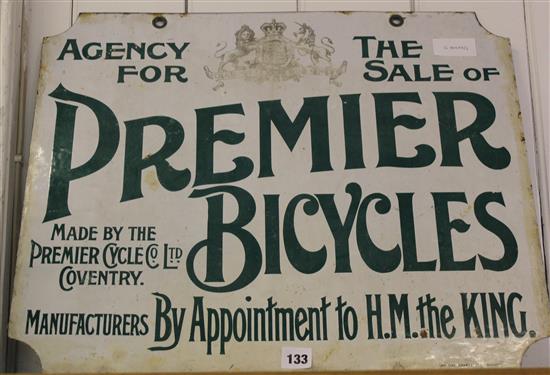 AGENCY FOR
THE SALE OF
PREMIER
BICYCLES
MADE BY THE
PREMIER CYCLE Co LTD
COVENTRY.
MANUFACTURERS By Appointment to H.M. the KING.
133